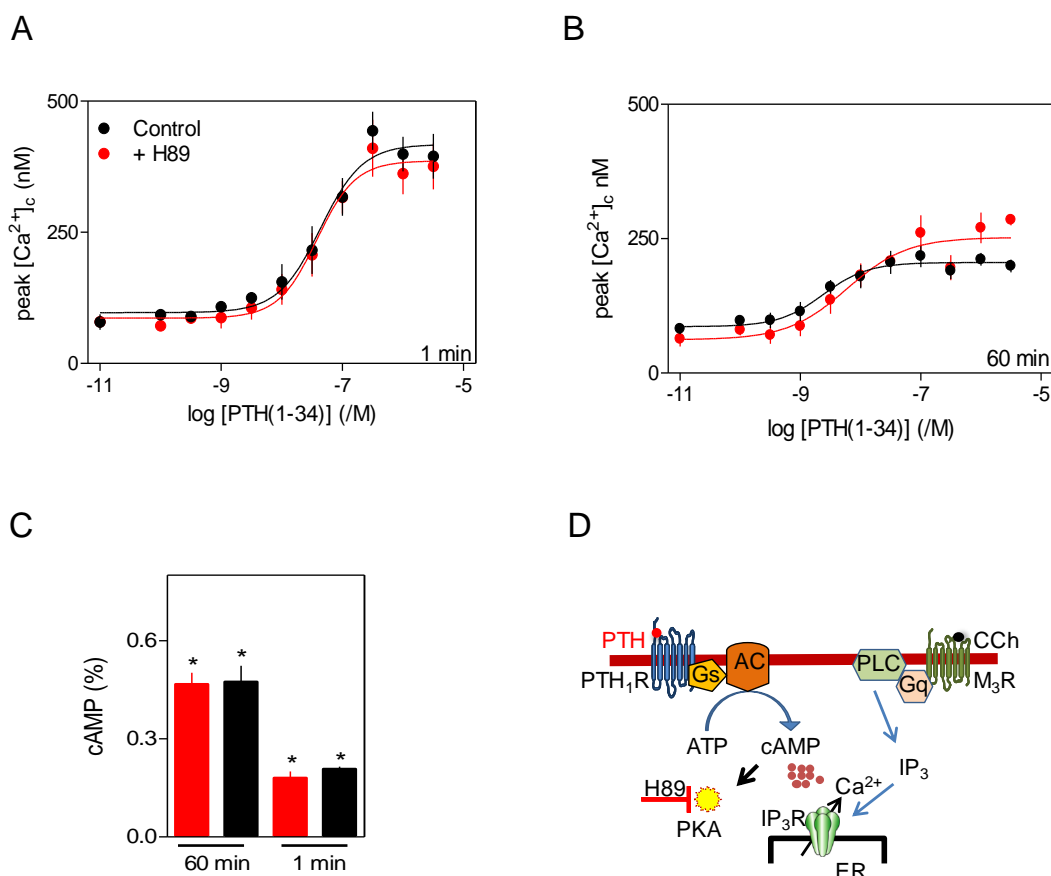 A
B
500
Control
+ H89
250
0
peak [Ca²⁺]c (nM)
1 min
-11
-9
-7
-5
log [PTH(1-34)] (/M)
500
250
0
peak [Ca²⁺]c nM
60 min
-11
-9
-7
-5
log [PTH(1-34)] (/M)
C
D
0.6
0.3
0.0
cAMP (%)
*
*
*
*
60 min
1 min
PTH
AC
PLC
CCh
PTH₁R
Gs
Gq
M₃R
ATP
cAMP
IP₃
H89
Ca²⁺
PKA
IP₃R
ER